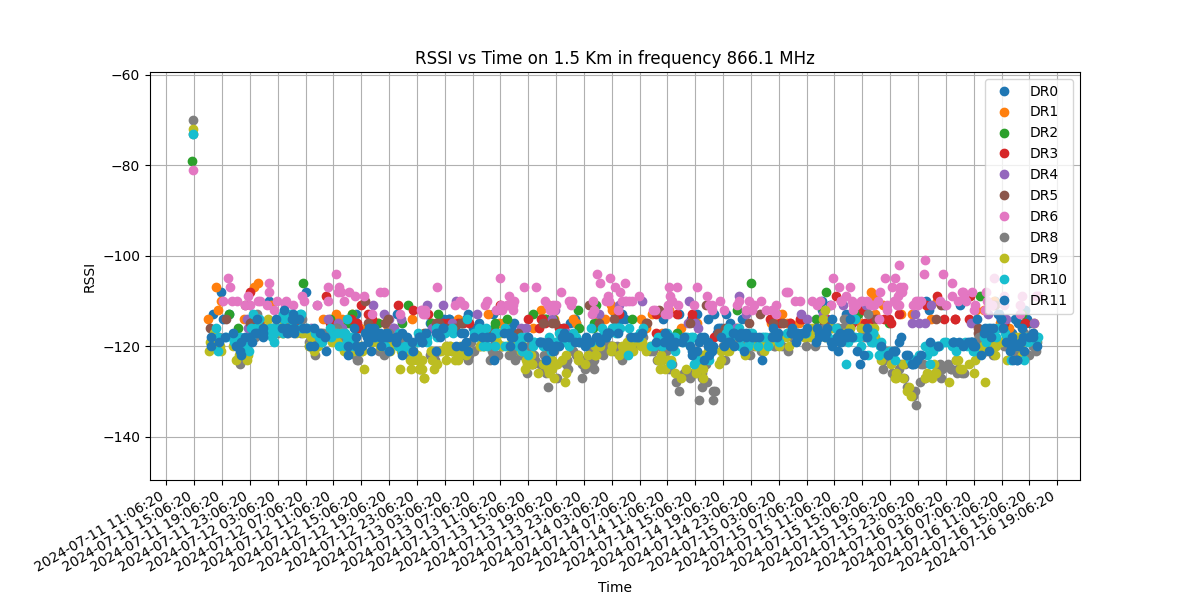 RSSI vs Time on 1.5 Km in frequency 866.1 MHz
−60
−80
−100
−120
−140
RSSI
DR0
DR1
DR2
DR3
DR4
DR5
DR6
DR8
DR9
DR10
DR11
2024-07-11 11:06:20
2024-07-11 15:06:20
2024-07-11 19:06:20
2024-07-11 23:06:20
2024-07-12 03:06:20
2024-07-12 07:06:20
2024-07-12 11:06:20
2024-07-12 15:06:20
2024-07-12 19:06:20
2024-07-12 23:06:20
2024-07-13 03:06:20
2024-07-13 07:06:20
2024-07-13 11:06:20
2024-07-13 15:06:20
2024-07-13 19:06:20
2024-07-13 23:06:20
2024-07-14 03:06:20
2024-07-14 07:06:20
2024-07-14 11:06:20
2024-07-14 15:06:20
2024-07-14 19:06:20
2024-07-14 23:06:20
2024-07-15 03:06:20
2024-07-15 07:06:20
2024-07-15 11:06:20
2024-07-15 15:06:20
2024-07-15 19:06:20
2024-07-15 23:06:20
2024-07-16 03:06:20
2024-07-16 07:06:20
2024-07-16 11:06:20
2024-07-16 15:06:20
2024-07-16 19:06:20
Time